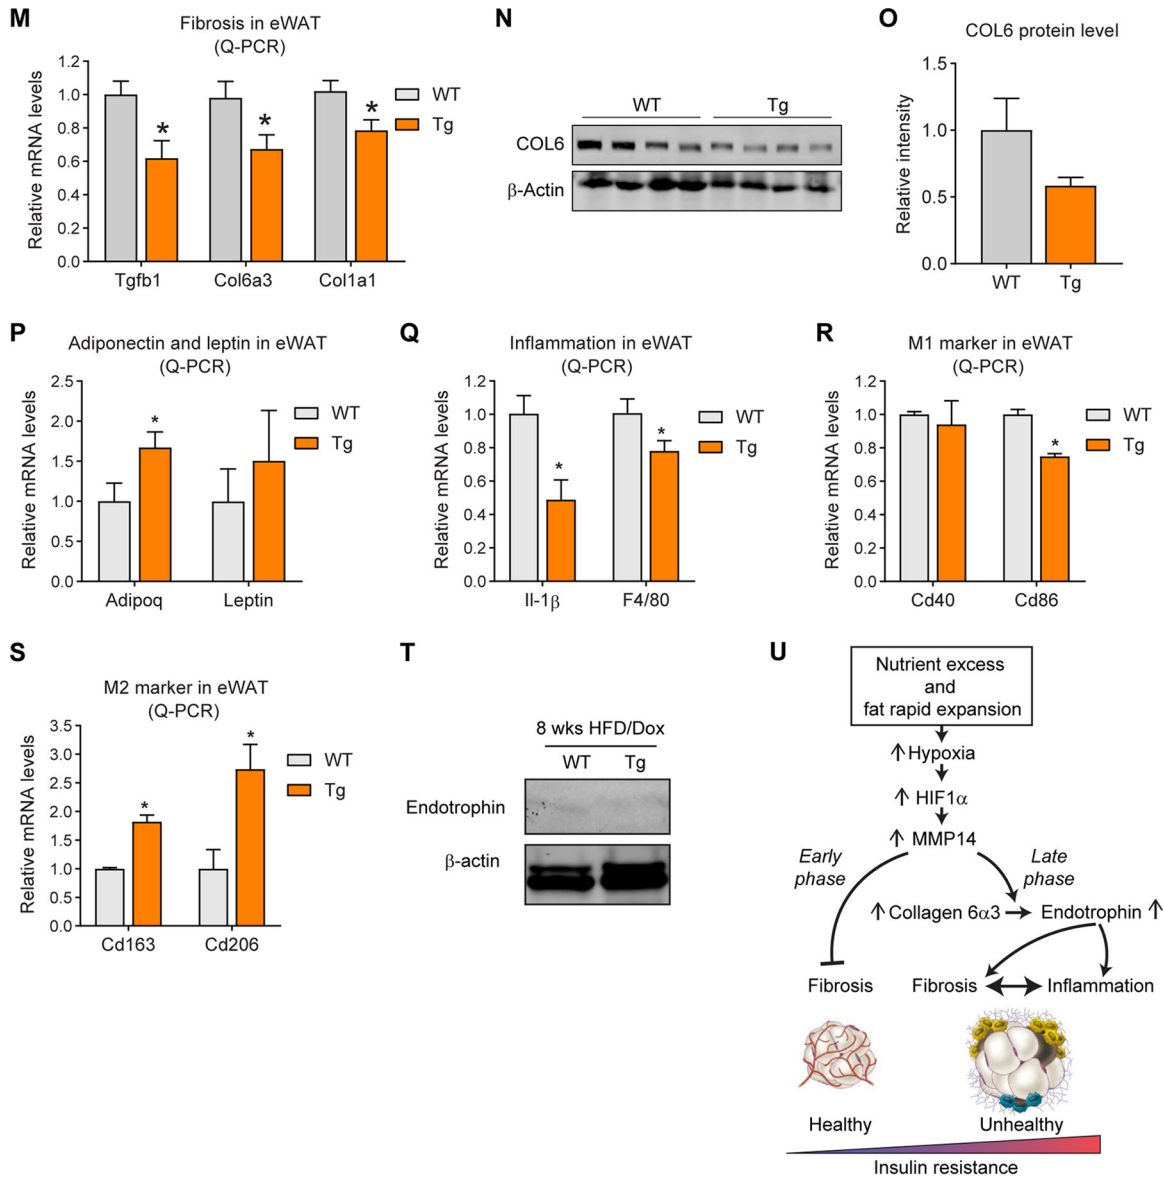 M
Fibrosis in eWAT
(Q-PCR)
Relative mRNA levels
1.2
1.0
0.8
0.6
0.4
0.2
0.0
* * *
Tgfb1 Col6a3 Col1a1
WT
Tg
N
WT Tg
COL6
β-Actin
O
COL6 protein level
Relative intensity
1.5
1.0
0.5
0.0
WT Tg
P
Adiponectin and leptin in eWAT
(Q-PCR)
Relative mRNA levels
2.5
2.0
1.5
1.0
0.5
0.0
*
Adipoq Leptin
WT
Tg
Q
Inflammation in eWAT
(Q-PCR)
Relative mRNA levels
1.2
1.0
0.8
0.6
0.4
0.2
0.0
* *
Il-1β F4/80
WT
Tg
R
M1 marker in eWAT
(Q-PCR)
Relative mRNA levels
1.2
1.0
0.8
0.6
0.4
0.2
0.0
*
Cd40 Cd86
WT
Tg
S
M2 marker in eWAT
(Q-PCR)
Relative mRNA levels
3.5
3.0
2.5
2.0
1.5
1.0
0.5
0.0
* *
Cd163 Cd206
WT
Tg
T
8 wks HFD/Dox
WT Tg
Endotrophin
β-actin
U
Nutrient excess
and
fat rapid expansion
↑Hypoxia
↑ HIF1α
↑ MMP14
Early
phase
Late
phase
↑Collagen 6α3 → Endotrophin ↑
Fibrosis Fibrosis ↔ Inflammation
Healthy Unhealthy
Insulin resistance